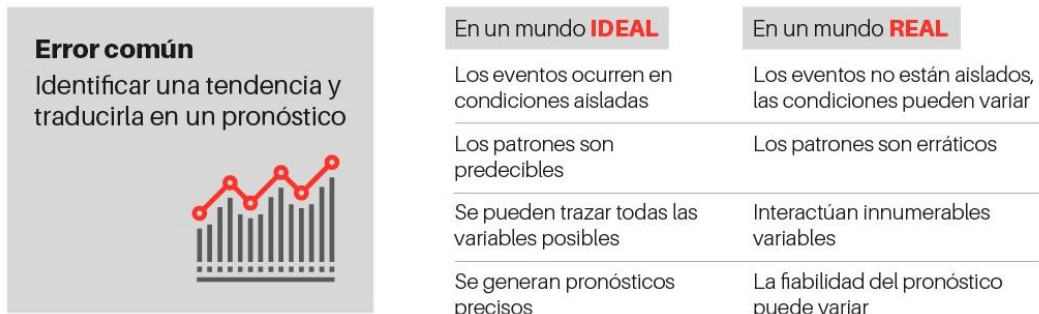 Error común
Identificar una tendencia y
traducirla en un pronóstico
En un mundo IDEAL
En un mundo REAL
Los eventos ocurren en
condiciones aisladas
Los eventos no están aislados,
las condiciones pueden variar
Los patrones son
predecibles
Los patrones son erráticos
Se pueden trazar todas las
variables posibles
Interactúan innumerables
variables
Se generan pronósticos
precisos
La fiabilidad del pronóstico
puede variar